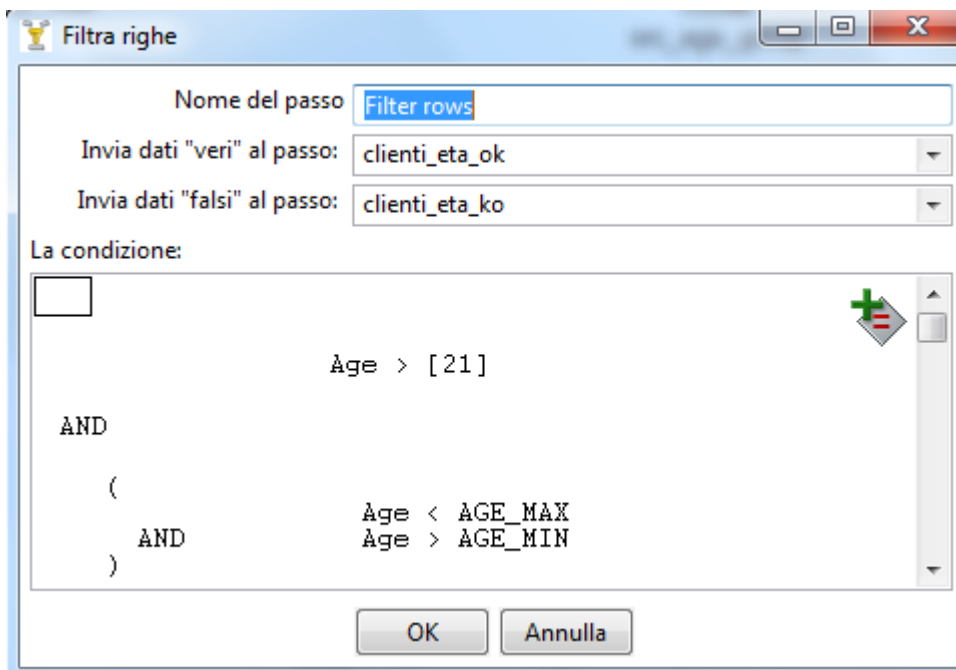 Filtra righe
Nome del passo Filter rows
Invia dati "veri" al passo: clienti_eta_ok
Invia dati "falsi" al passo: clienti_eta_ko
La condizione:
Age > [21]
AND
(
Age < AGE_MAX
AND Age > AGE_MIN
)
OK Annulla